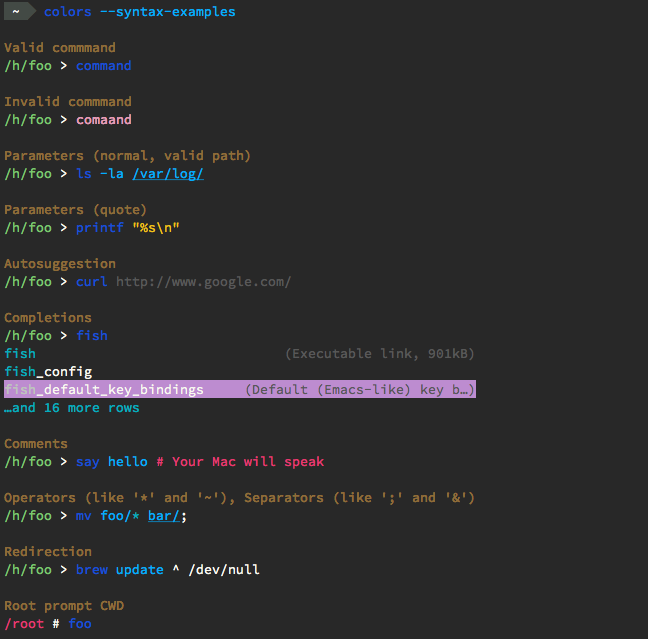 ~ colors --syntax-examples
Valid commmand
/h/foo > command
Invalid commmand
/h/foo > comaand
Parameters (normal, valid path)
/h/foo > ls -la /var/log/
Parameters (quote)
/h/foo > printf "%s\n"
Autosuggestion
/h/foo > curl http://www.google.com/
Completions
/h/foo > fish
fish (Executable link, 901kB)
fish_config
fish_default_key_bindings (Default (Emacs-like) key b…)
…and 16 more rows
Comments
/h/foo > say hello # Your Mac will speak
Operators (like '*' and '~'), Separators (like ';' and '&')
/h/foo > mv foo/* bar/;
Redirection
/h/foo > brew update ^ /dev/null
Root prompt CWD
/root # foo